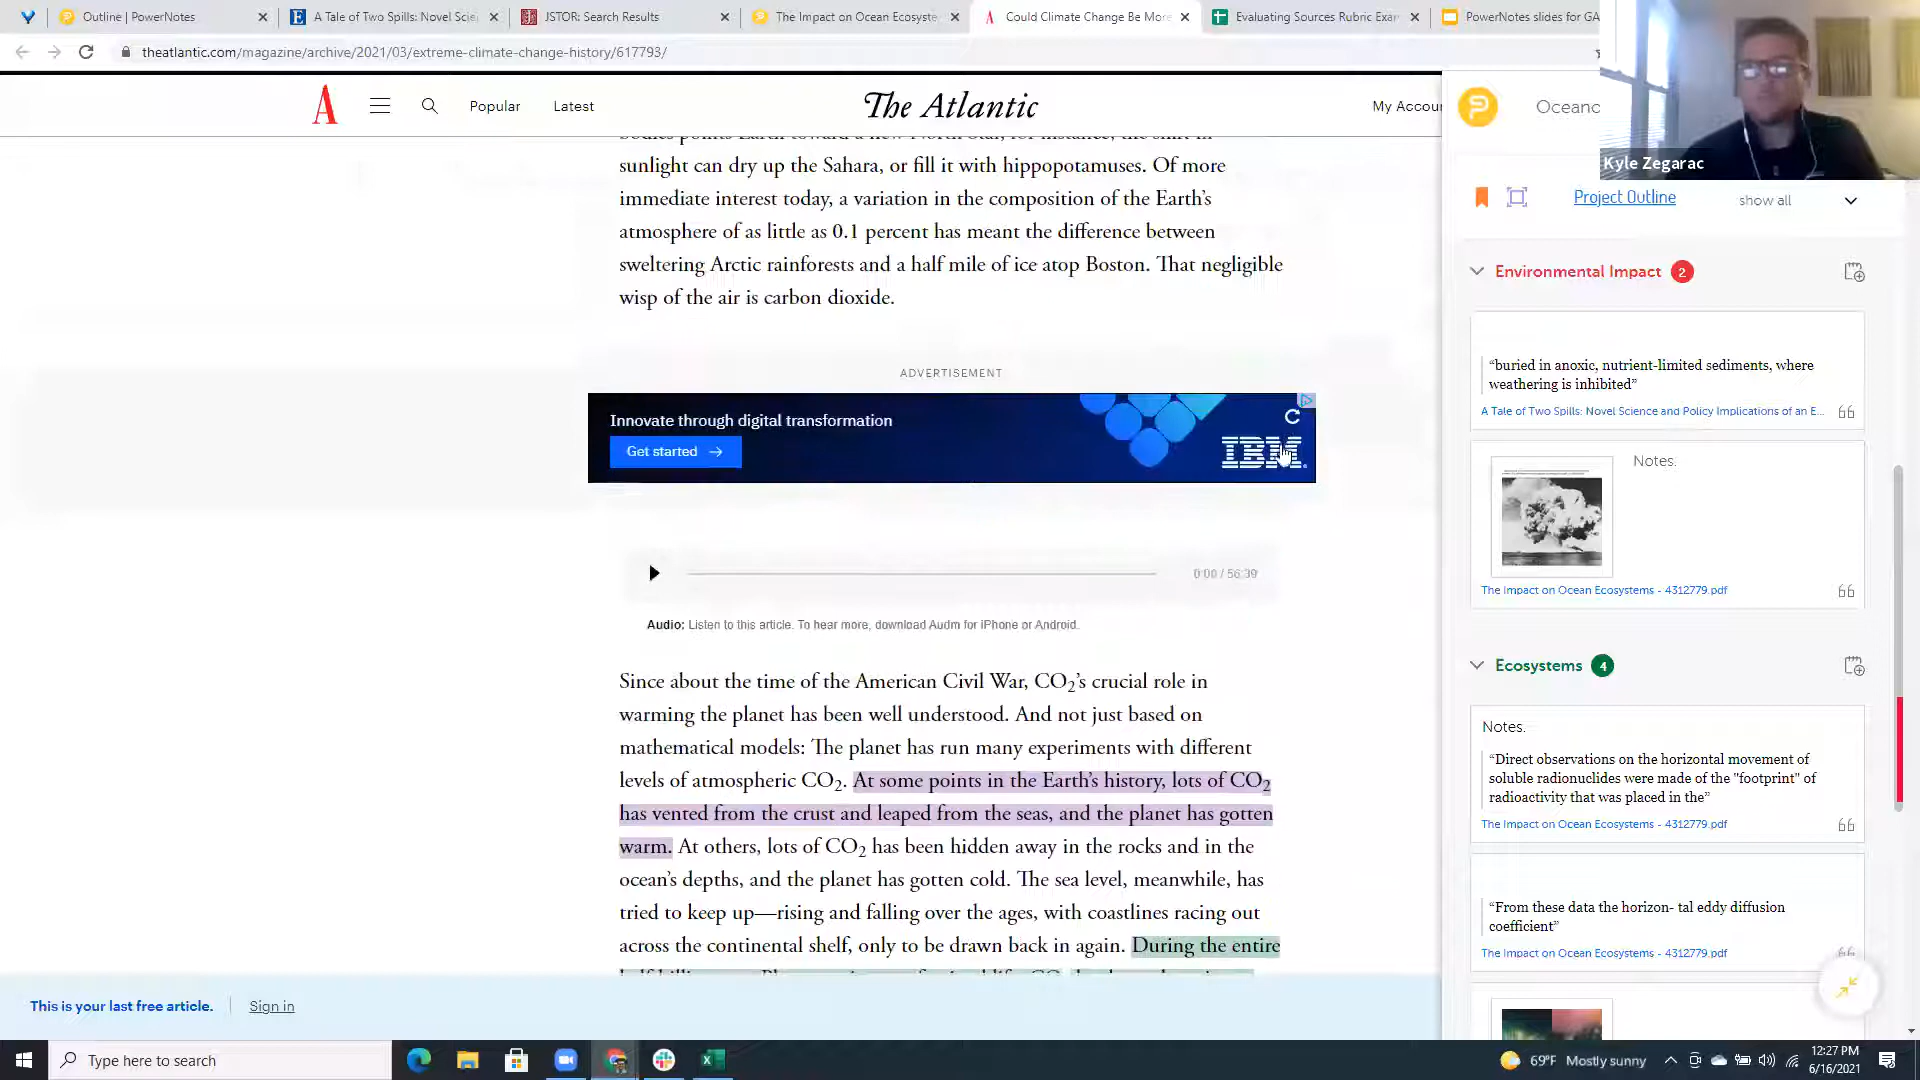 Outline | PowerNotes
A Tale of Two Spills: Novel Scie
JSTOR: Search Results
The Impact on Ocean Ecosyste
Could Climate Change Be More
Evaluating Sources Rubric Exar
PowerNotes slides for GA
theatlantic.com/magazine/archive/2021/03/extreme-climate-change-history/617793/
Popular
Latest
The Atlantic
My Accou
Oceano
Kyle Zegarac
sunlight can dry up the Sahara, or fill it with hippopotamuses. Of more
immediate interest today, a variation in the composition of the Earth's
atmosphere of as little as 0.1 percent has meant the difference between
sweltering Arctic rainforests and a half mile of ice atop Boston. That negligible
wisp of the air is carbon dioxide.
ADVERTISEMENT
Innovate through digital transformation
Get started →
IBM
0:00 / 56:39
Audio: Listen to this article. To hear more, download Audm for iPhone or Android.
Since about the time of the American Civil War, CO2's crucial role in
warming the planet has been well understood. And not just based on
mathematical models: The planet has run many experiments with different
levels of atmospheric CO2. At some points in the Earth's history, lots of CO2
has vented from the crust and leaped from the seas, and the planet has gotten
warm. At others, lots of CO2 has been hidden away in the rocks and in the
ocean's depths, and the planet has gotten cold. The sea level, meanwhile, has
tried to keep up—rising and falling over the ages, with coastlines racing out
across the continental shelf, only to be drawn back in again. During the entire
This is your last free article.
Sign in
Project Outline
show all
Environmental Impact 2
“buried in anoxic, nutrient-limited sediments, where
weathering is inhibited”
A Tale of Two Spills: Novel Science and Policy Implications of an E...
Notes.
The Impact on Ocean Ecosystems - 4312779.pdf
Ecosystems 4
Notes.
“Direct observations on the horizontal movement of
soluble radionuclides were made of the "footprint" of
radioactivity that was placed in the”
The Impact on Ocean Ecosystems - 4312779.pdf
“From these data the horizon- tal eddy diffusion
coefficient”
The Impact on Ocean Ecosystems - 4312779.pdf
Type here to search
69°F Mostly sunny
12:27 PM
6/16/2021